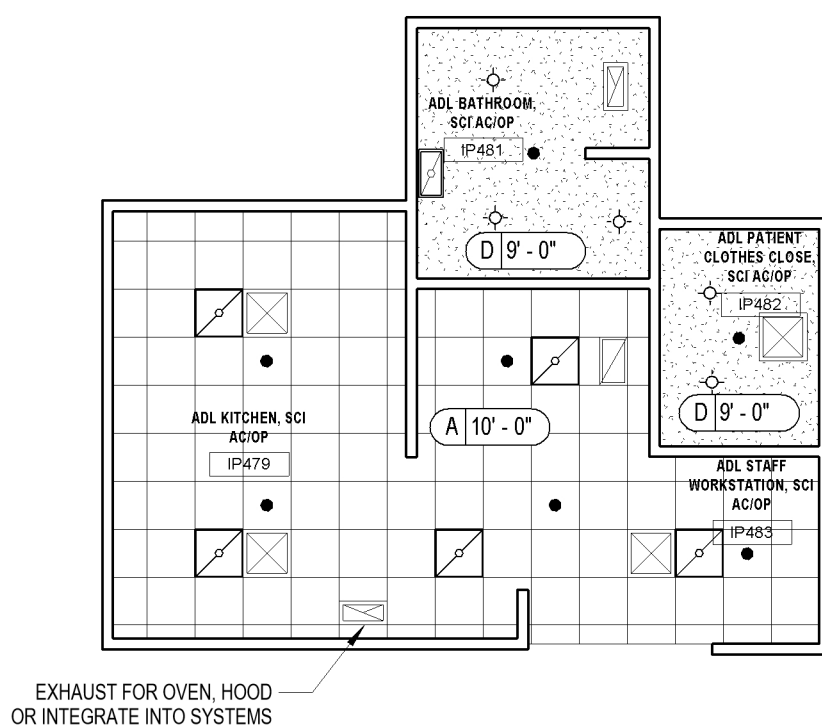 ADL BATHROOM,
SCI AC/OP
IP481
D 9' - 0"
ADL PATIENT
CLOTHES CLOSE,
SCI AC/OP
IP482
D 9' - 0"
ADL KITCHEN, SCI
AC/OP
IP479
A 10' - 0"
ADL STAFF
WORKSTATION, SCI
AC/OP
IP483
EXHAUST FOR OVEN, HOOD
OR INTEGRATE INTO SYSTEMS